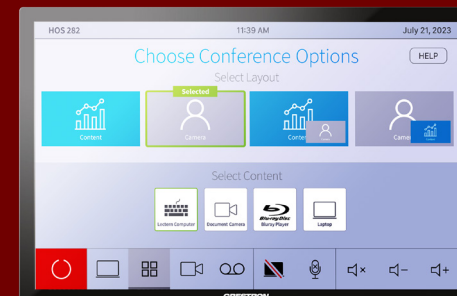 HOS 282
11:39 AM
July 21, 2023
Choose Conference Options
HELP
Select Layout
Selected
Content
Camera
Select Content
Lectern Computer
Document Camera
Blu-ray Disc
Bluray Player
Laptop
CRESTRON